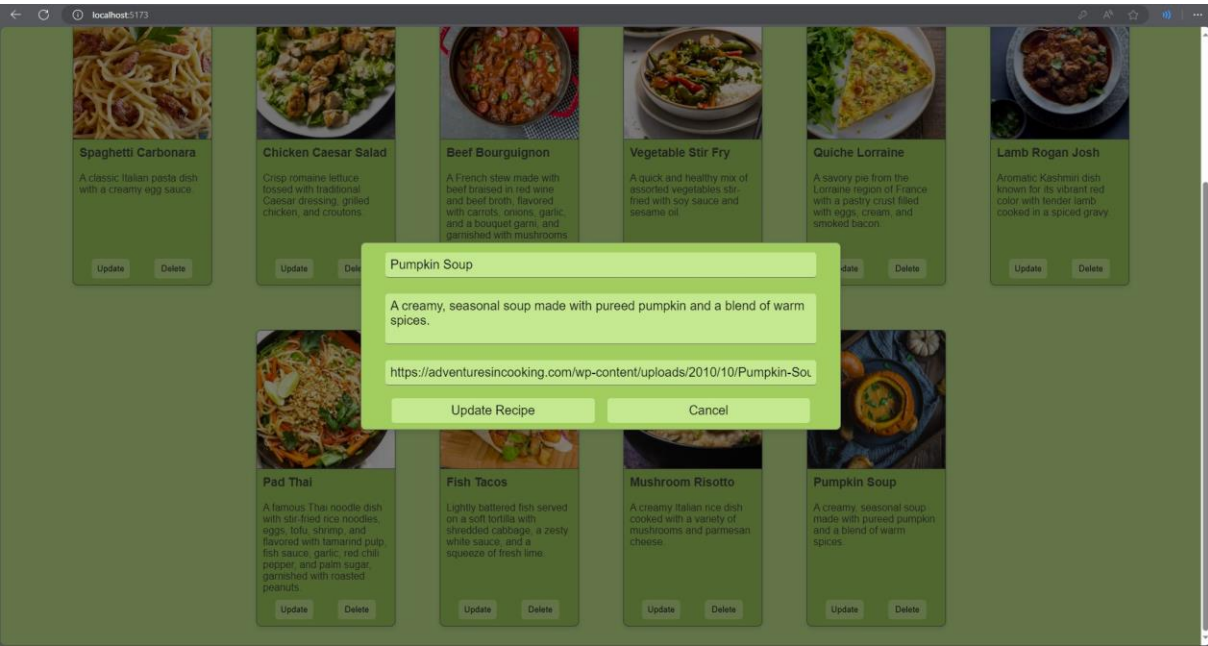 localhost:5173
Spaghetti Carbonara
A classic Italian pasta dish
with a creamy egg sauce.
Update Delete
Chicken Caesar Salad
Crisp romaine lettuce
tossed with traditional
Caesar dressing, grilled
chicken, and croutons.
Update Dele
Beef Bourguignon
A French stew made with
beef braised in red wine
and beef broth, flavored
with carrots, onions, garlic,
and a bouquet garni, and
garnished with mushrooms
Vegetable Stir Fry
A quick and healthy mix of
assorted vegetables stir-
fried with soy sauce and
sesame oil.
Quiche Lorraine
A savory pie from the
Lorraine region of France
with a pastry crust filled
with eggs, cream, and
smoked bacon.
date Delete
Lamb Rogan Josh
Aromatic Kashmiri dish
known for its vibrant red
color with tender lamb
cooked in a spiced gravy.
Update Delete
Pumpkin Soup
A creamy, seasonal soup made with pureed pumpkin and a blend of warm
spices.
https://adventuresincooking.com/wp-content/uploads/2010/10/Pumpkin-Sou
Update Recipe Cancel
Pad Thai
A famous Thai noodle dish
with stir-fried rice noodles,
eggs, tofu, shrimp, and
flavored with tamarind pulp,
fish sauce, garlic, red chili
pepper, and palm sugar,
garnished with roasted
peanuts.
Update Delete
Fish Tacos
Lightly battered fish served
on a soft tortilla with
shredded cabbage, a zesty
white sauce, and a
squeeze of fresh lime.
Update Delete
Mushroom Risotto
A creamy Italian rice dish
cooked with a variety of
mushrooms and parmesan
cheese.
Update Delete
Pumpkin Soup
A creamy, seasonal soup
made with pureed pumpkin
and a blend of warm
spices.
Update Delete